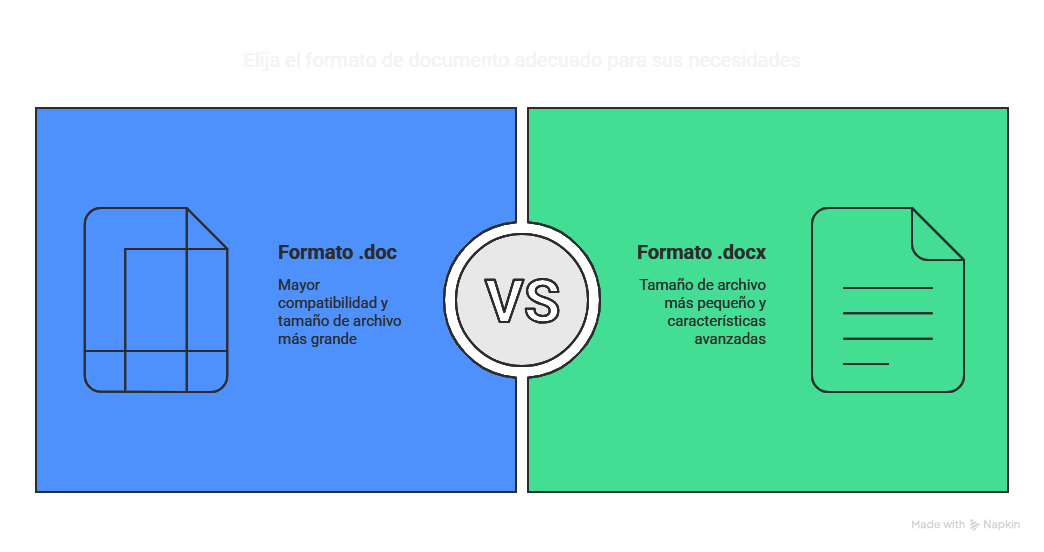 Elija el formato de documento adecuado para sus necesidades
Formato .doc
Mayor
compatibilidad y
tamaño de archivo
más grande
VS
Formato .docx
Tamaño de archivo
más pequeño y
características
avanzadas
Made with Napkin